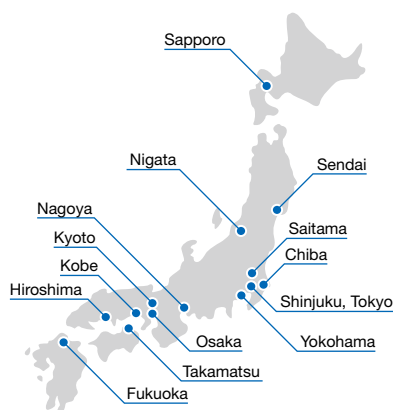 Sapporo
Nigata
Sendai
Nagoya
Saitama
Kyoto
Chiba
Kobe
Hiroshima
Shinjuku, Tokyo
Osaka
Yokohama
Takamatsu
Fukuoka